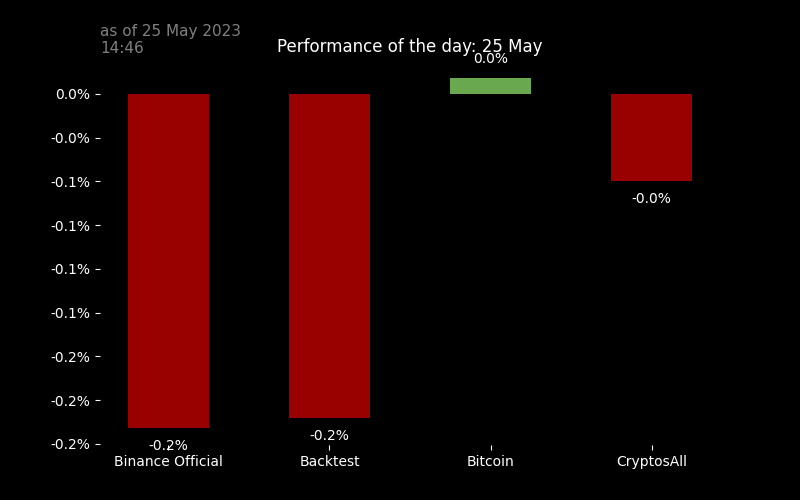 as of 25 May 2023
14:46
Performance of the day: 25 May
0.0%
0.0%
-0.0%
-0.1%
-0.0%
-0.1%
-0.1%
-0.1%
-0.2%
-0.2%
-0.2%
-0.2%
-0.2%
Binance Official
Backtest
Bitcoin
CryptosAll